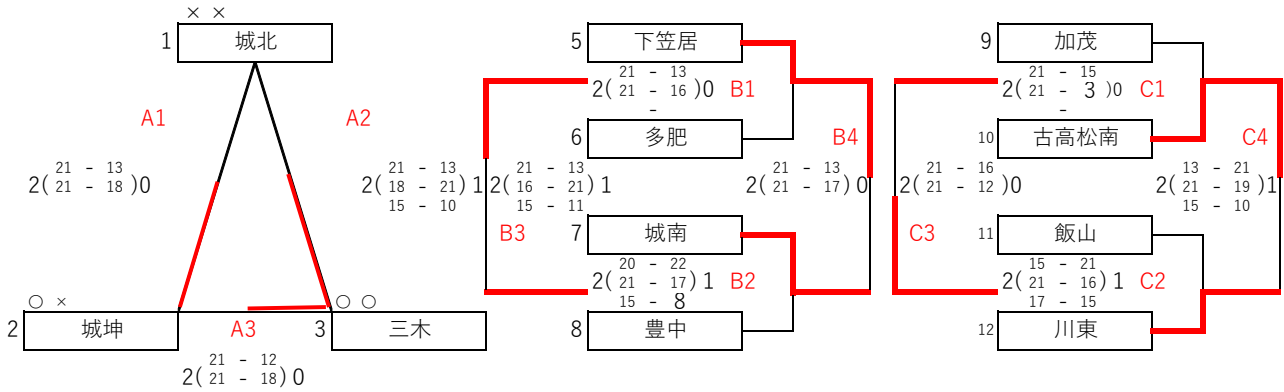 × ×
1 城北
A1
A2
2( 21 - 13
21 - 18 )0
2( 21 - 13
18 - 21
15 - 10 )1
○ ×
○ ○
2 城坤
A3
3 三木
2( 21 - 12
21 - 18 )0
5 下笠居
2( 21 - 13
21 - 16
- )0 B1
6 多肥
B4
2( 21 - 13
16 - 21
15 - 11 )1
2( 21 - 13
21 - 17 )0
B3
7 城南
2( 20 - 22
21 - 17
15 - 8 )1 B2
8 豊中
9 加茂
2( 21 - 15
21 - 3
- )0 C1
10 古高松南
C4
2( 21 - 16
21 - 12 )0
2( 13 - 21
21 - 19
15 - 10 )1
C3
11 飯山
2( 15 - 21
21 - 16
17 - 15 )1 C2
12 川東